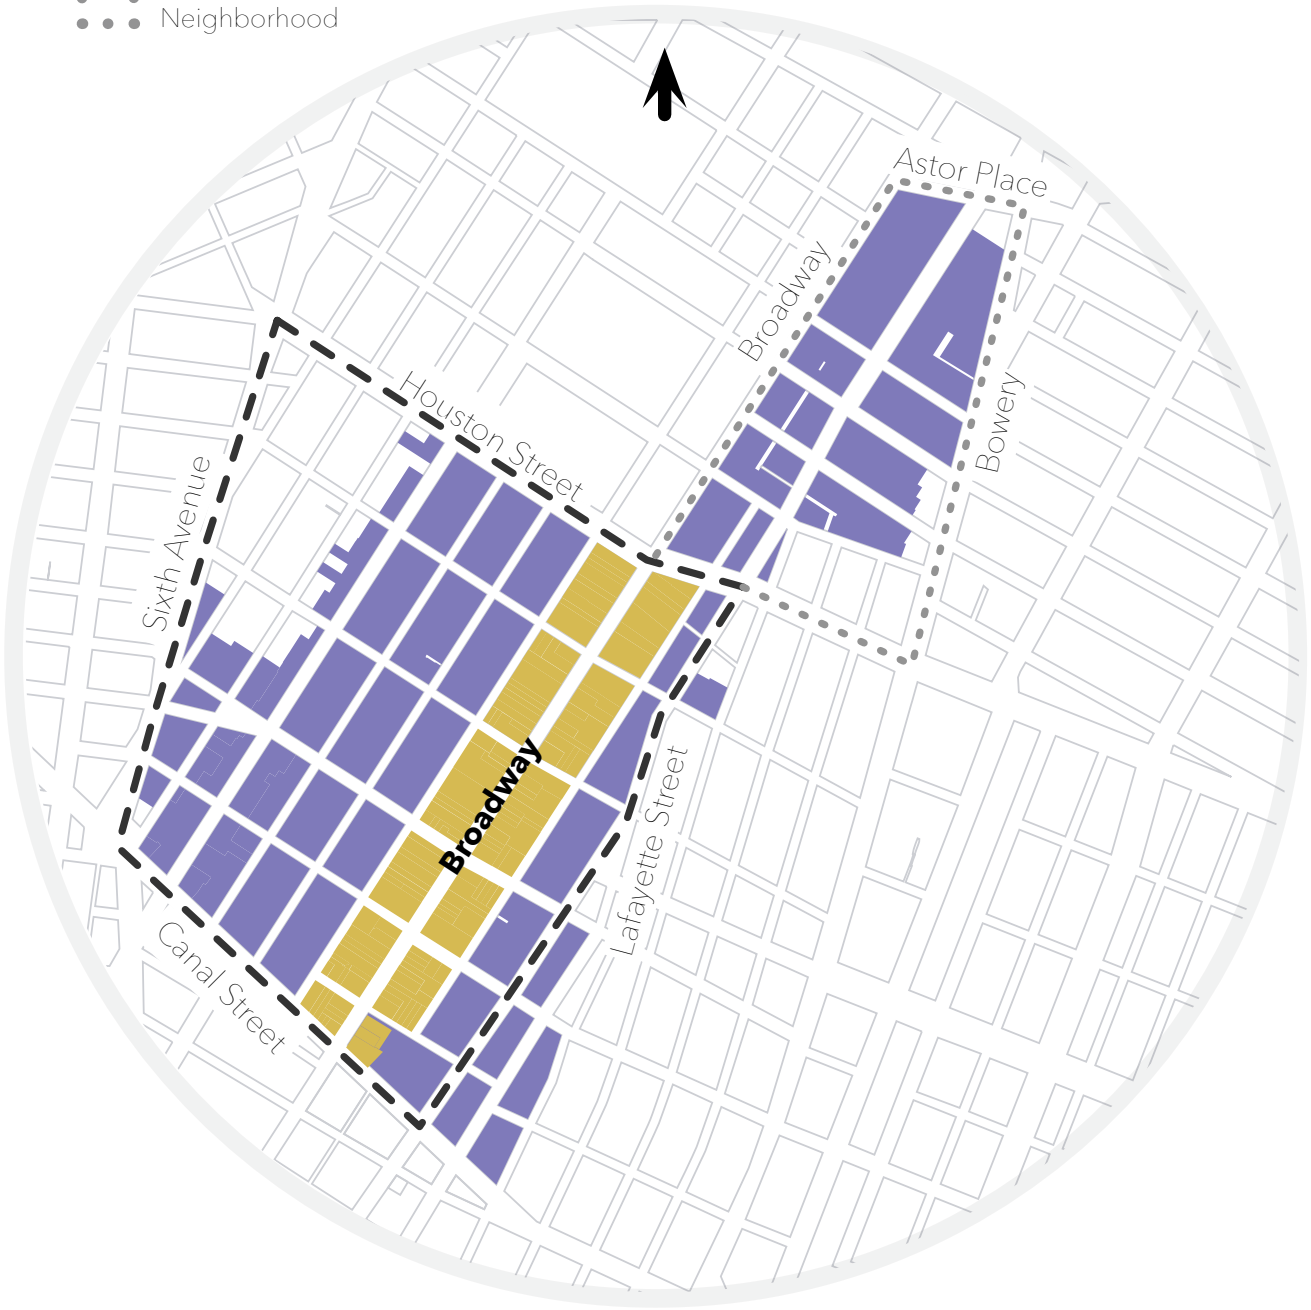 Neighborhood
Astor Place
Broadway
Houston Street
Bowery
Sixth Avenue
Broadway
Lafayette Street
Canal Street